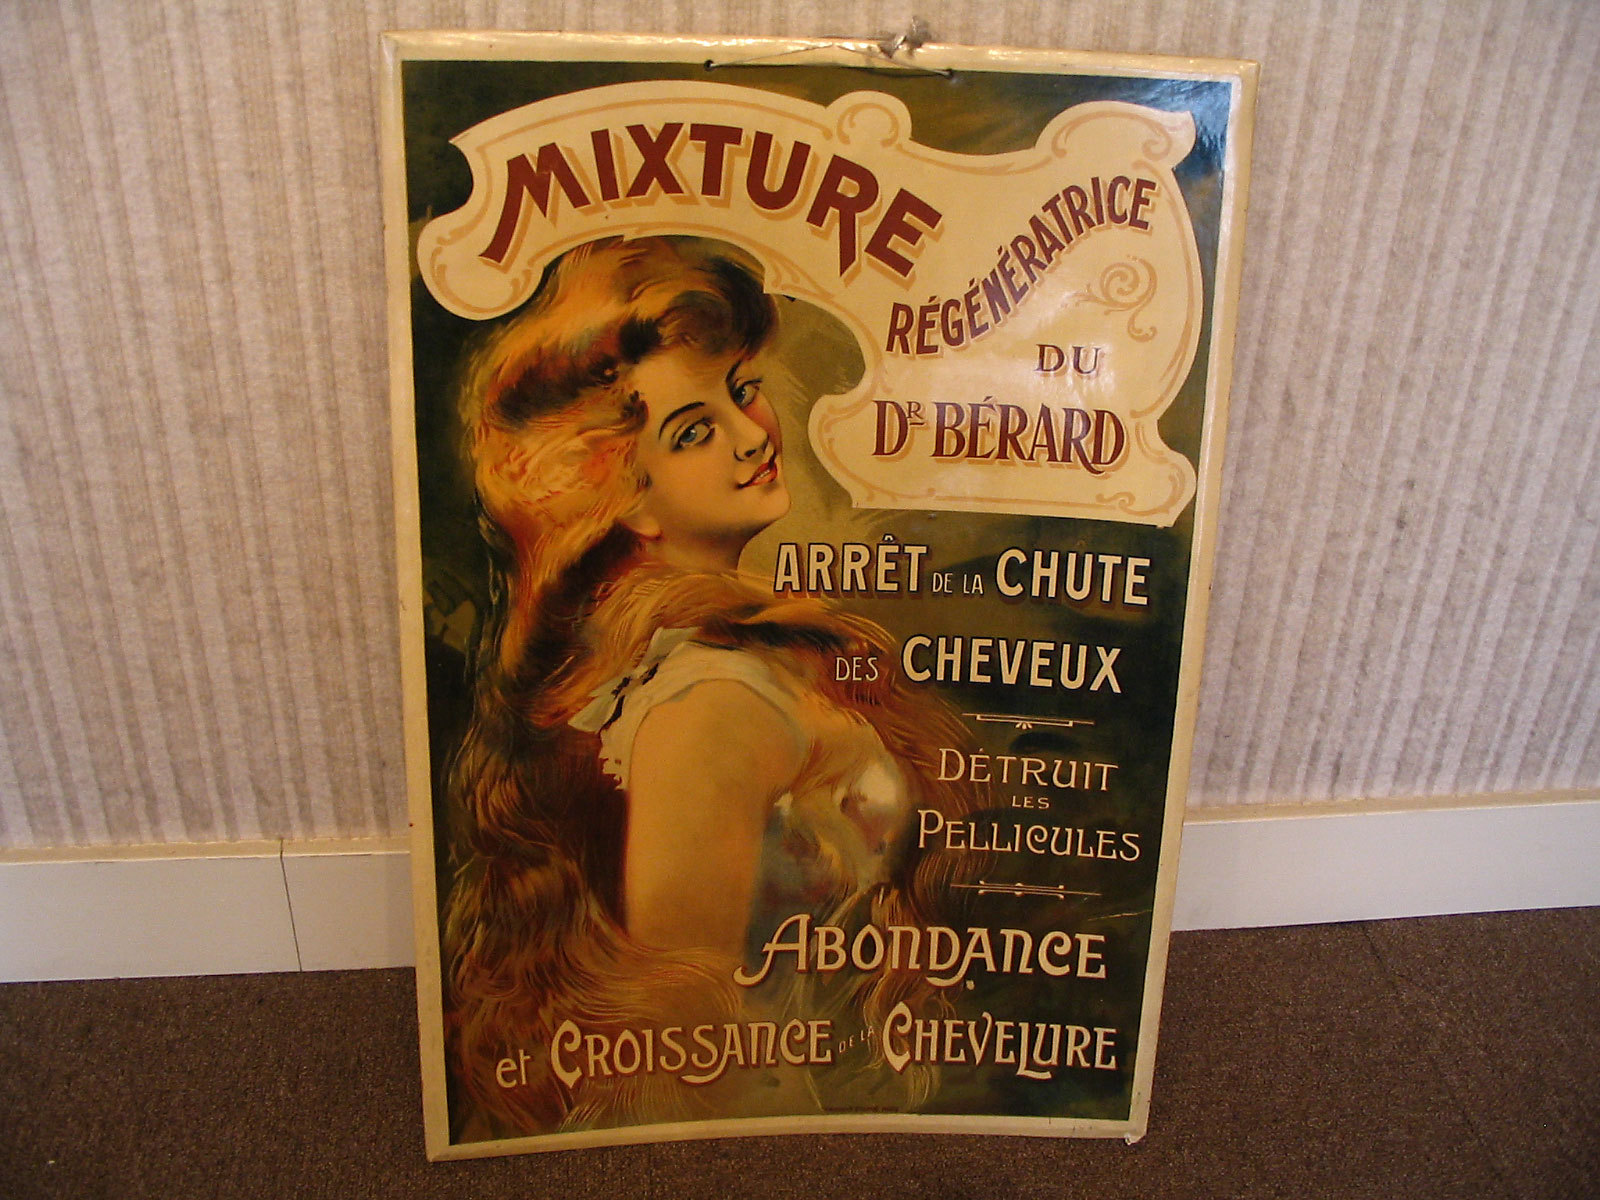 MIXTURE
RÉGÉNÉRATRICE
DU
DR BÉRARD
ARRÊT DE LA CHUTE
DES CHEVEUX
DÉTRUIT
LES
PELLICULES
ABONDANCE
et CROISSANCE DE LA CHEVELURE